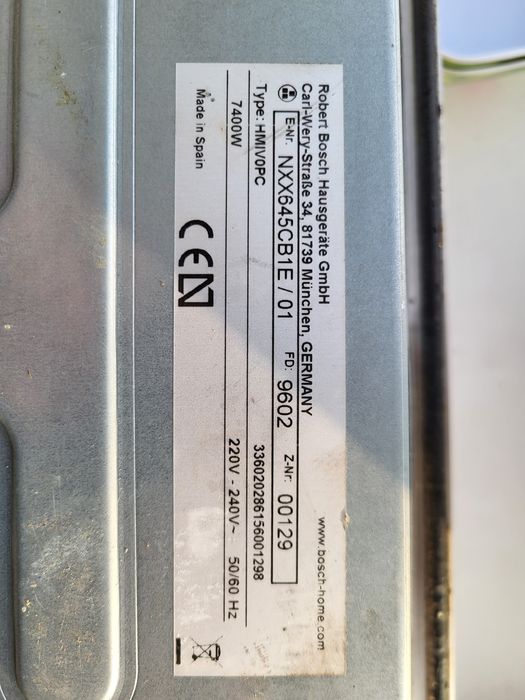 Robert Bosch Hausgeräte GmbH www.bosch-home.com
Carl-Wery-Straße 34, 81739 München, GERMANY
E-Nr. NXX645CB1E / 01 FD: 9602 Z-Nr: 00129
Type: HMIV0PC 336020286156001298
7400W 220V - 240V~ 50/60 Hz
Made in Spain CE